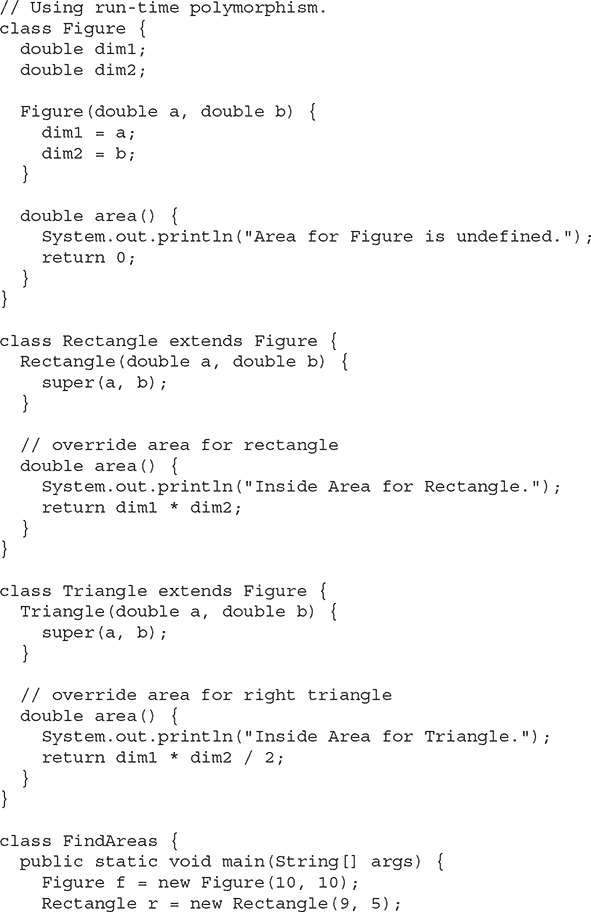 // Using run-time polymorphism.
class Figure {
  double dim1;
  double dim2;

  Figure(double a, double b) {
    dim1 = a;
    dim2 = b;
  }

  double area() {
    System.out.println("Area for Figure is undefined.");
    return 0;
  }
}

class Rectangle extends Figure {
  Rectangle(double a, double b) {
    super(a, b);
  }

  // override area for rectangle
  double area() {
    System.out.println("Inside Area for Rectangle.");
    return dim1 * dim2;
  }
}

class Triangle extends Figure {
  Triangle(double a, double b) {
    super(a, b);
  }

  // override area for right triangle
  double area() {
    System.out.println("Inside Area for Triangle.");
    return dim1 * dim2 / 2;
  }
}

class FindAreas {
  public static void main(String[] args) {
    Figure f = new Figure(10, 10);
    Rectangle r = new Rectangle(9, 5);